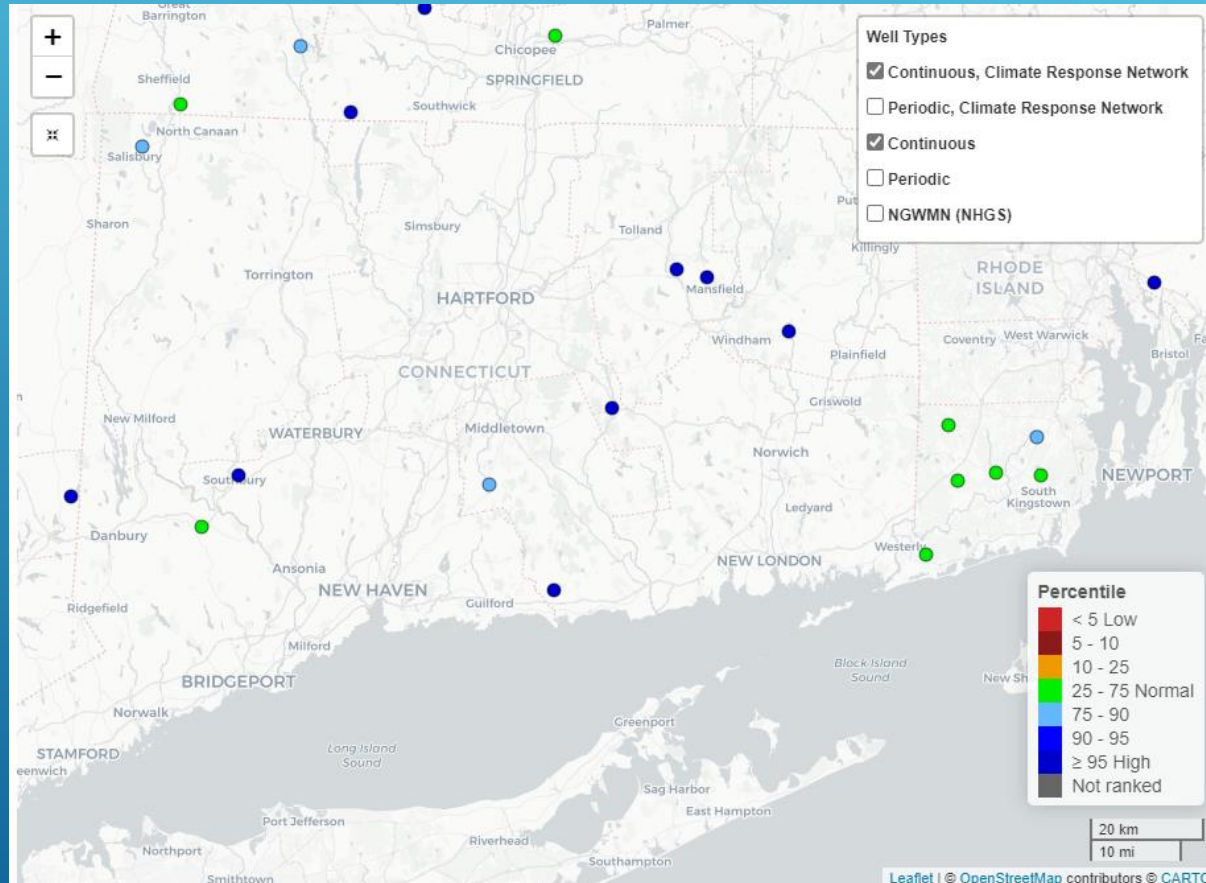 Great
Barrington
Palmer
Chicopee
SPRINGFIELD
Sheffield
Southwick
North Canaan
Salisbury
Sharon
Simsbury
Tolland
Killingly
Torrington
HARTFORD
Mansfield
RHODE
ISLAND
Windham
Coventry
West Warwick
Plainfield
Bristol
CONNECTICUT
Griswold
New Milford
WATERBURY
Middletown
Norwich
Southbury
NEWPORT
South
Kingstown
Danbury
Ledyard
Westerly
Ansonia
NEW LONDON
NEW HAVEN
Guilford
Ridgefield
Milford
Block Island
Sound
BRIDGEPORT
Norwalk
Greenport
STAMFORD
Long Island
Sound
Sag Harbor
East Hampton
Port Jefferson
Northport
Riverhead
Southampton
Smithtown
+
−
Well Types
Continuous, Climate Response Network
Periodic, Climate Response Network
Continuous
Periodic
NGWMN (NHGS)
Percentile
< 5 Low
5 - 10
10 - 25
25 - 75 Normal
75 - 90
90 - 95
≥ 95 High
Not ranked
20 km
10 mi
Leaflet | © OpenStreetMap contributors © CARTO